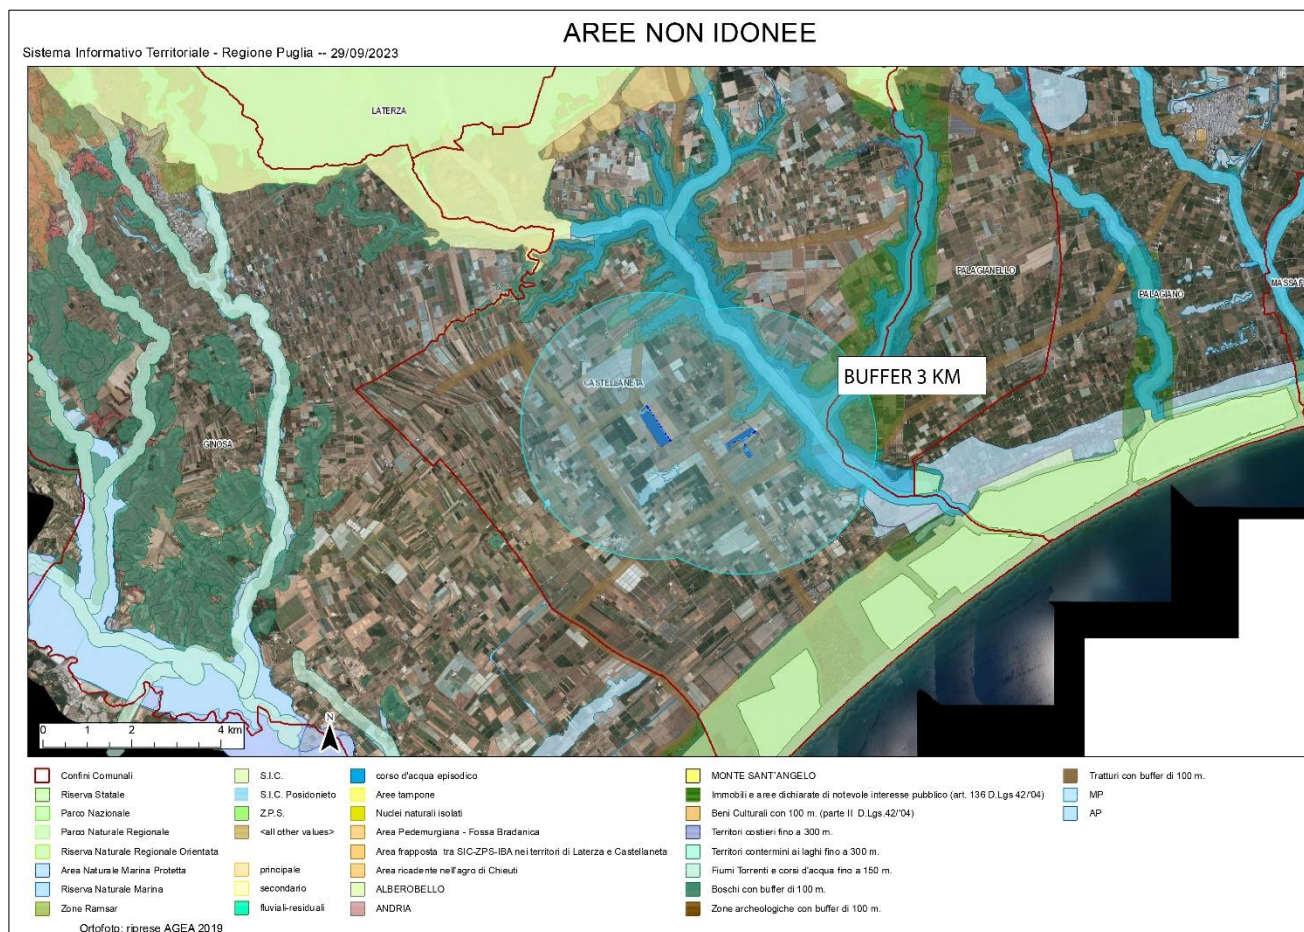 AREE NON IDONEE
Sistema Informativo Territoriale - Regione Puglia -- 29/09/2023
LATERZA
PALAGIANELLO
PALAGIANO
MASSAF
CASTELLANETA
BUFFER 3 KM
GINOSA
0 1 2 4 km
N
Confini Comunali
Riserva Statale
Parco Nazionale
Parco Naturale Regionale
Riserva Naturale Regionale Orientata
Area Naturale Marina Protetta
Riserva Naturale Marina
Zone Ramsar
S.I.C.
S.I.C. Posidonieto
Z.P.S.
<all other values>
principale
secondario
fluviali-residuali
corso d'acqua episodico
Aree tampone
Nuclei naturali isolati
Area Pedemurgiana - Fossa Bradanica
Area frapposta tra SIC-ZPS-IBA nei territori di Laterza e Castellaneta
Area ricadente nell'agro di Chieuti
ALBEROBELLO
ANDRIA
MONTE SANT'ANGELO
Immobili e aree dichiarate di notevole interesse pubblico (art. 136 D.Lgs 42/'04)
Beni Culturali con 100 m. (parte II D.Lgs.42/'04)
Territori costieri fino a 300 m.
Territori contermini ai laghi fino a 300 m.
Fiumi Torrenti e corsi d'acqua fino a 150 m.
Boschi con buffer di 100 m.
Zone archeologiche con buffer di 100 m.
Tratturi con buffer di 100 m.
MP
AP
Ortofoto: riprese AGEA 2019